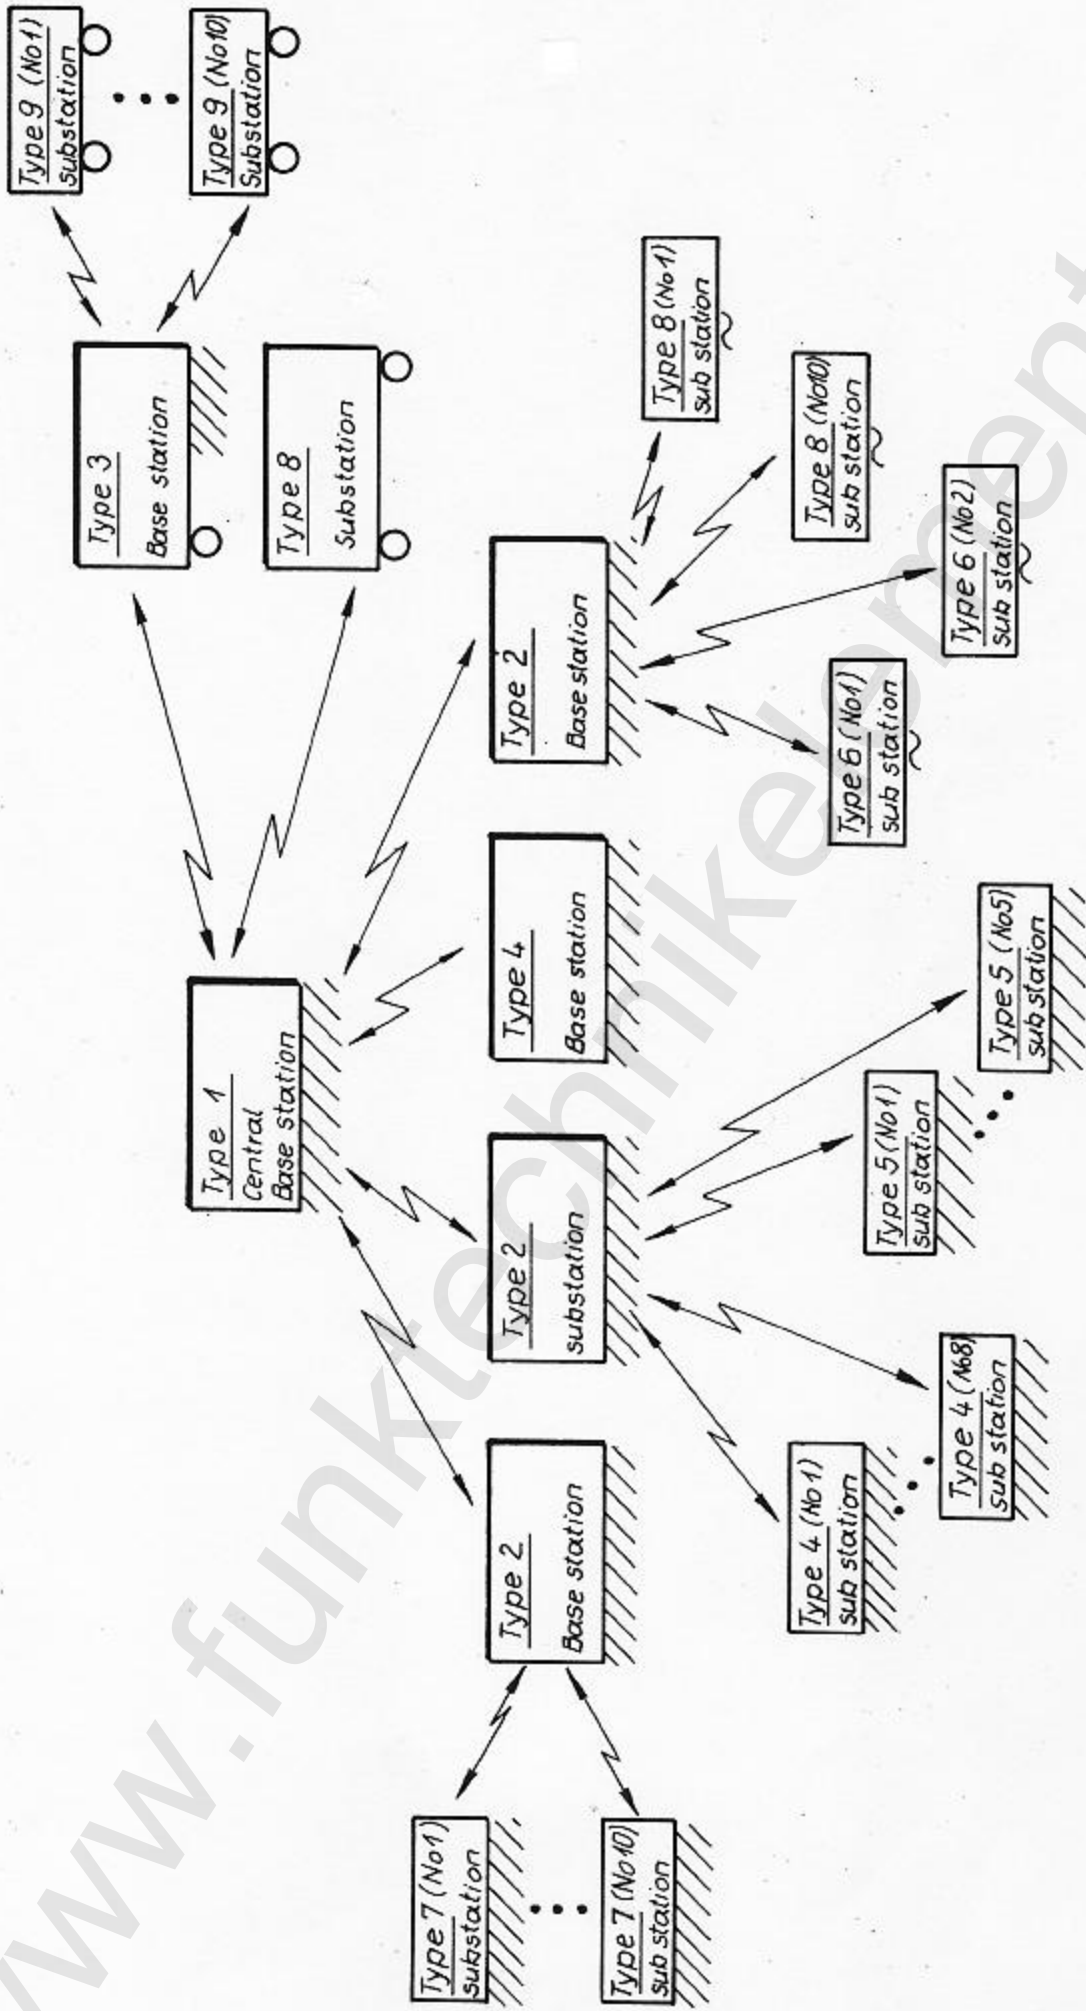 Type 9 (No1)
substation
Type 9 (No10)
Substation
Type 3
Base station
Type 8
Substation
Type 1
Central
Base station
Type 2
Base station
Type 2
substation
Type 4
Base station
Type 2
Base station
Type 7 (No1)
substation
Type 7 (No10)
sub station
Type 4 (No1)
sub station
Type 4 (No8)
sub station
Type 5 (No1)
sub station
Type 5 (No5)
sub station
Type 6 (No1)
sub station
Type 6 (No2)
sub station
Type 8 (No10)
sub station
Type 8 (No1)
sub station
www.funktechnikelement